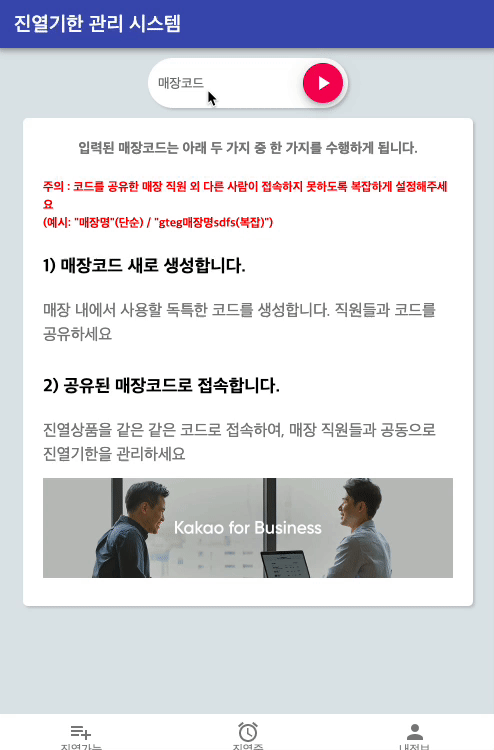 진열기한 관리 시스템
매장코드
입력된 매장코드는 아래 두 가지 중 한 가지를 수행하게 됩니다.
주의 : 코드를 공유한 매장 직원 외 다른 사람이 접속하지 못하도록 복잡하게 설정해주세
요
(예시: "매장명"(단순) / "gteg매장명sdfs(복잡)")
1) 매장코드 새로 생성합니다.
매장 내에서 사용할 독특한 코드를 생성합니다. 직원들과 코드를
공유하세요
2) 공유된 매장코드로 접속합니다.
진열상품을 같은 같은 코드로 접속하여, 매장 직원들과 공동으로
진열기한을 관리하세요
Kakao for Business
진열가능 진열중 내정보